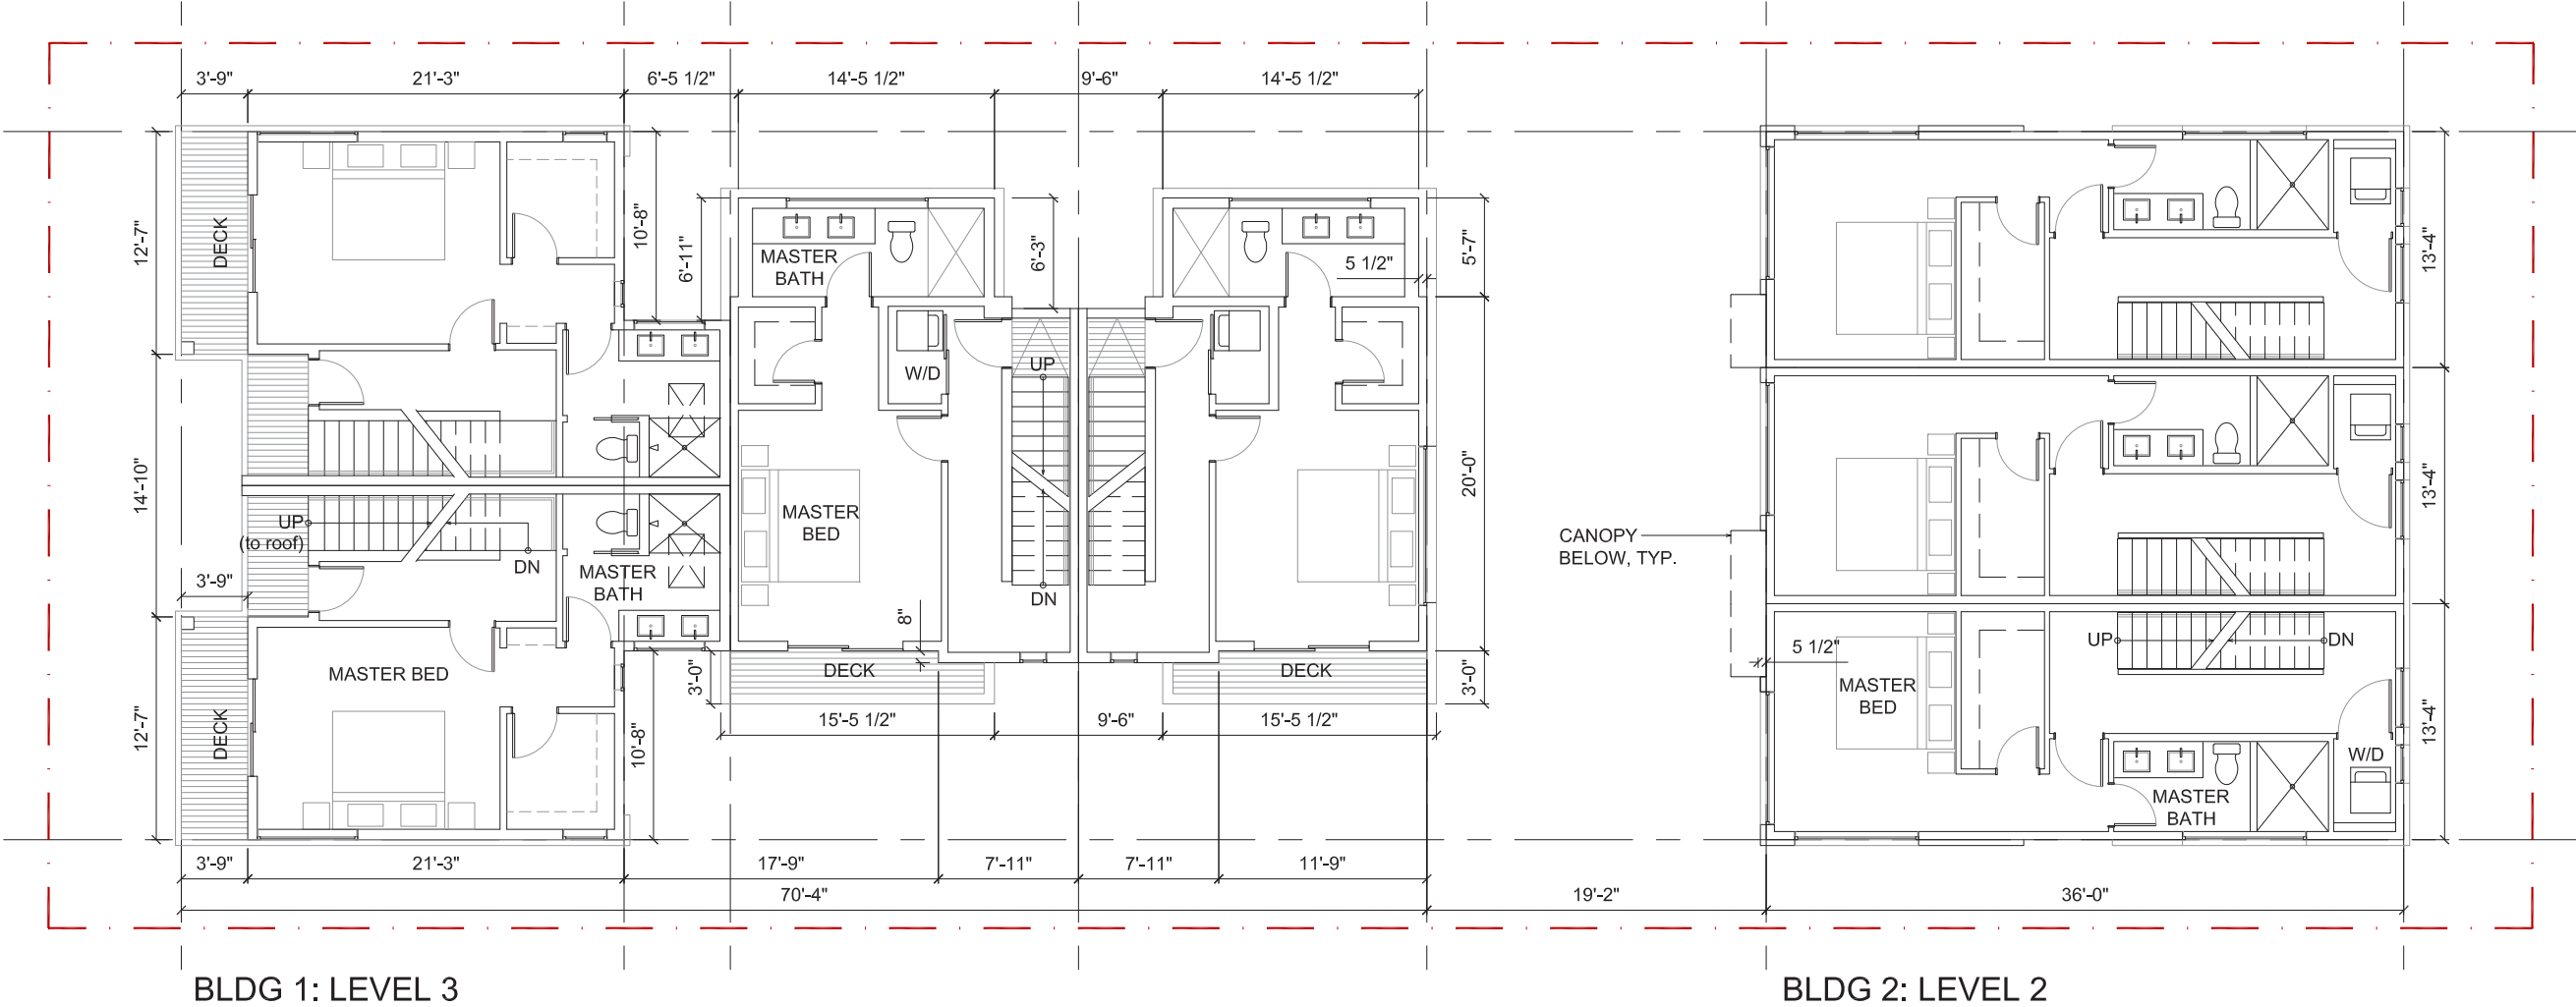 3'-9" 21'-3" 6'-5 1/2" 14'-5 1/2" 9'-6" 14'-5 1/2"
12'-7"
DECK
10'-8"
6'-11"
MASTER
BATH
6'-3"
5 1/2"
5'-7"
13'-4"
UP
W/D
14'-10"
MASTER
BED
20'-0"
13'-4"
CANOPY
BELOW, TYP.
UP
(to roof)
DN
3'-9"
MASTER
BATH
DN
8"
UP DN
5 1/2"
MASTER BED
DECK
DECK
3'-0"
3'-0"
MASTER
BED
12'-7"
DECK
10'-8"
15'-5 1/2" 9'-6" 15'-5 1/2"
13'-4"
W/D
MASTER
BATH
3'-9" 21'-3" 17'-9" 7'-11" 7'-11" 11'-9"
70'-4" 19'-2" 36'-0"
BLDG 1: LEVEL 3
BLDG 2: LEVEL 2